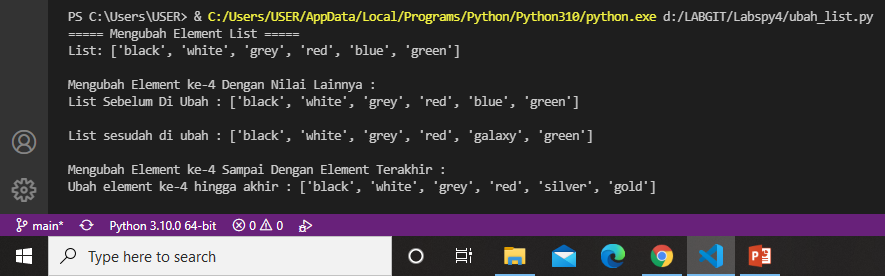 PS C:\Users\USER> & C:/Users/USER/AppData/Local/Programs/Python/Python310/python.exe d:/LABGIT/Labspy4/ubah_list.py
===== Mengubah Element List =====
List: ['black', 'white', 'grey', 'red', 'blue', 'green']
Mengubah Element ke-4 Dengan Nilai Lainnya :
List Sebelum Di Ubah : ['black', 'white', 'grey', 'red', 'blue', 'green']
List sesudah di ubah : ['black', 'white', 'grey', 'red', 'galaxy', 'green']
Mengubah Element ke-4 Sampai Dengan Element Terakhir :
Ubah element ke-4 hingga akhir : ['black', 'white', 'grey', 'red', 'silver', 'gold']
main* Python 3.10.0 64-bit 0 0
Type here to search